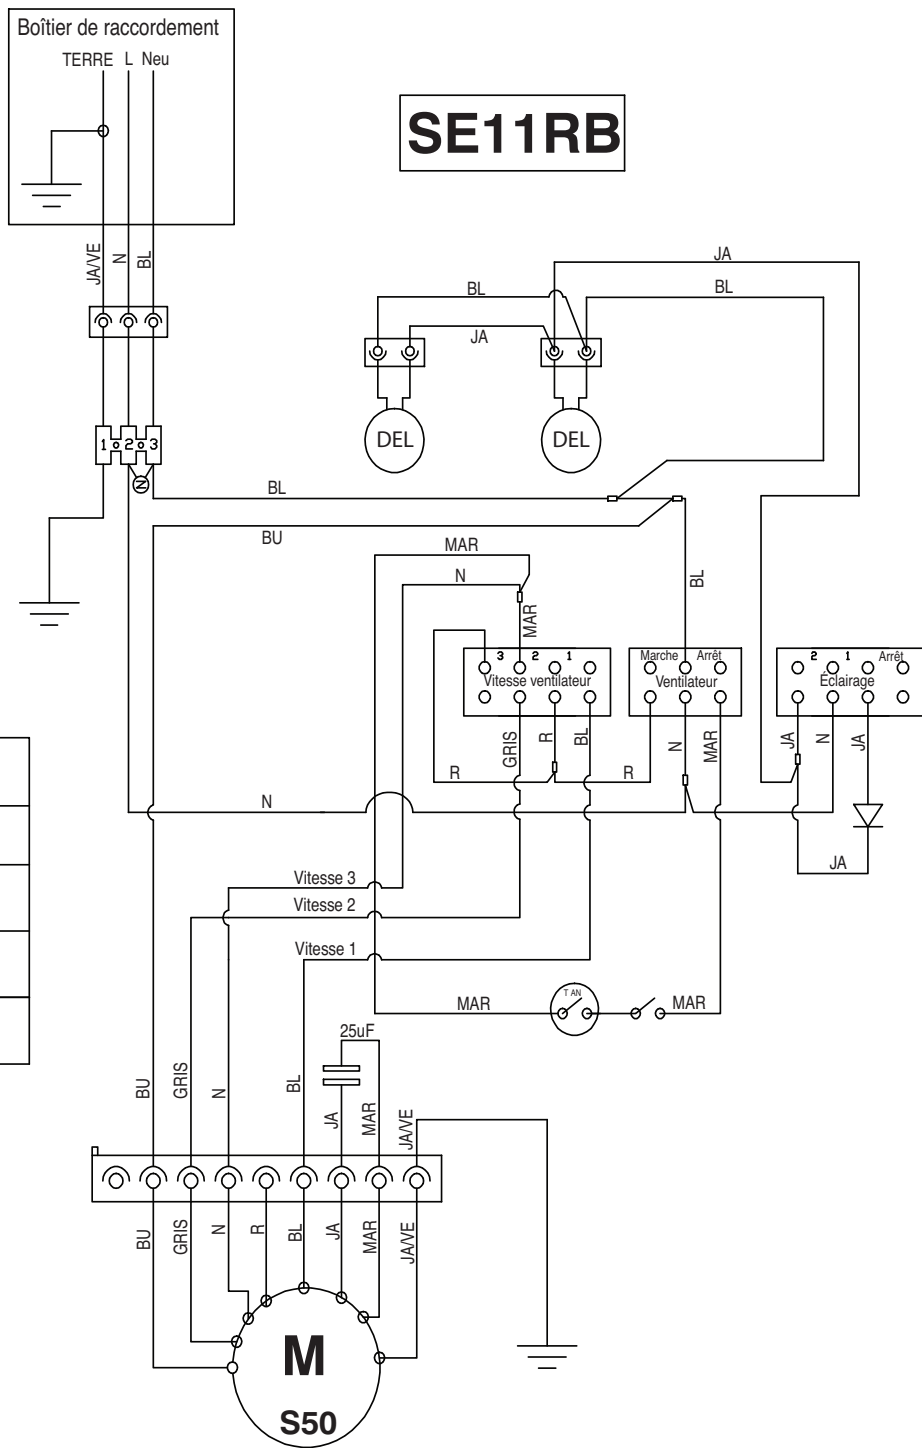 Boîtier de raccordement
TERRE L Neu
SE11RB
JA/VE N BL
JA
BL
BL
JA
DEL DEL
1 2 3
N
BL
BU
MAR
N
MAR
BL
3 2 1
Vitesse ventilateur
Marche Arrêt
Ventilateur
2 1 Arrêt
Éclairage
GRIS R BL
N MAR
JA N JA
R R
N
JA
Vitesse 3
Vitesse 2
Vitesse 1
T AN
MAR MAR
25uF
BU GRIS N BL JA MAR JA/VE
BU GRIS N R BL JA MAR JA/VE
M
S50